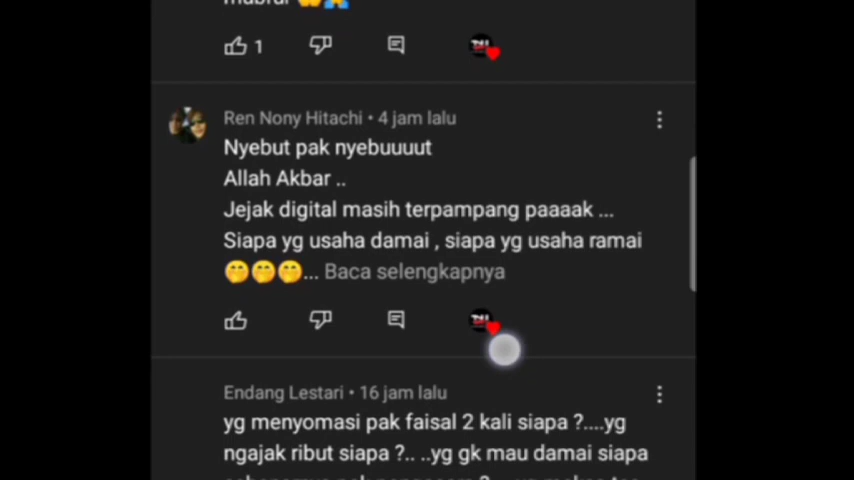 1
Ren Nony Hitachi • 4 jam lalu
Nyebut pak nyebuuuut
Allah Akbar ..
Jejak digital masih terpampang paaaak ...
Siapa yg usaha damai , siapa yg usaha ramai
🤭🤭🤭... Baca selengkapnya
Endang Lestari • 16 jam lalu
yg menyomasi pak faisal 2 kali siapa ?....yg
ngajak ribut siapa ?.. ..yg gk mau damai siapa